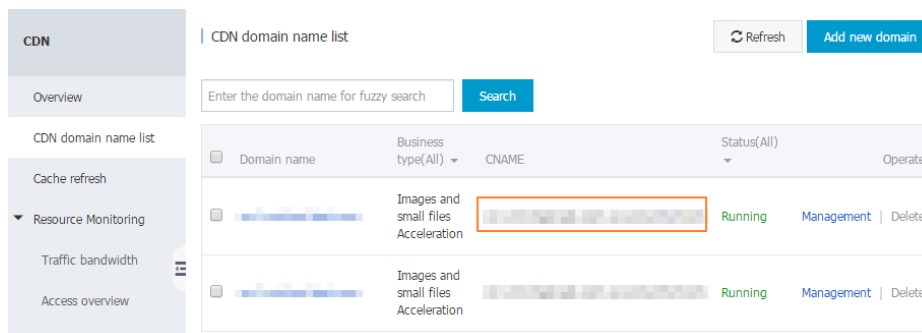 CDN
CDN domain name list
Refresh
Add new domain
Overview
CDN domain name list
Cache refresh
Resource Monitoring
Traffic bandwidth
Access overview
Enter the domain name for fuzzy search
Search
Domain name
Business
type(All)
CNAME
Status(All)
Operate
Images and
small files
Acceleration
Running
Management | Delete
Images and
small files
Acceleration
Running
Management | Delete